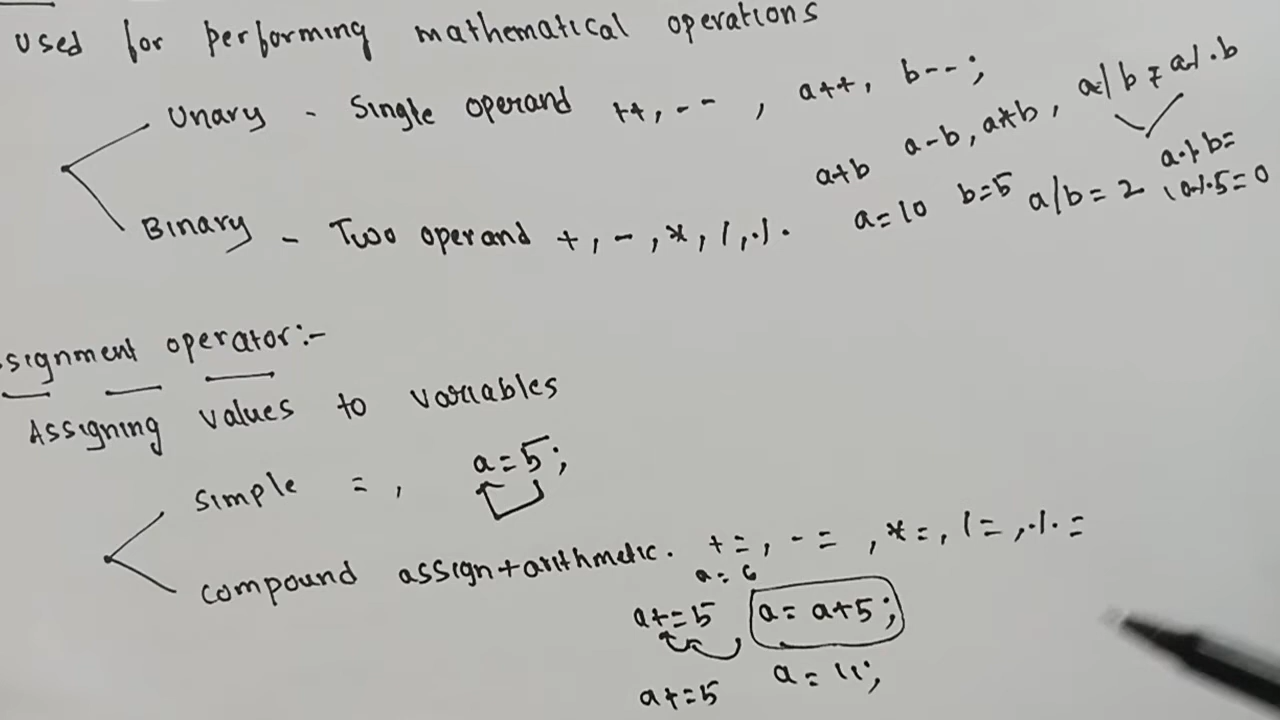 Used for performing mathematical operations
Unary - Single operand ++, -- , a++, b--;
a+b a-b, a*b, a/b ≠ a%b
Binary - Two operand +, -, *, /, %. a=10 b=5 a/b = 2
a%b=
a%5=0
ssignment operator:-
Assigning values to variables
Simple = , a=5;
Compound assign+arithmetic. +=, -=, *=, /=, %=
a=6
a+=5 a= a+5;
a+=5 a=11;